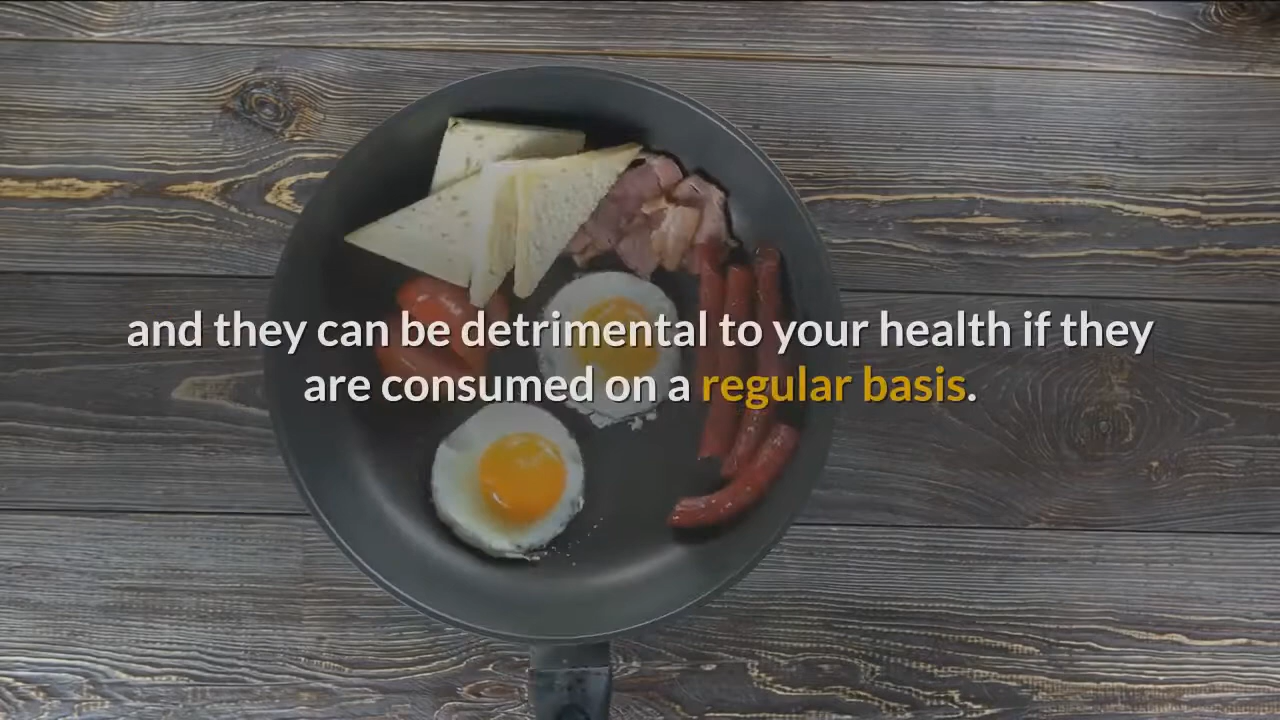 and they can be detrimental to your health if they
are consumed on a regular basis.